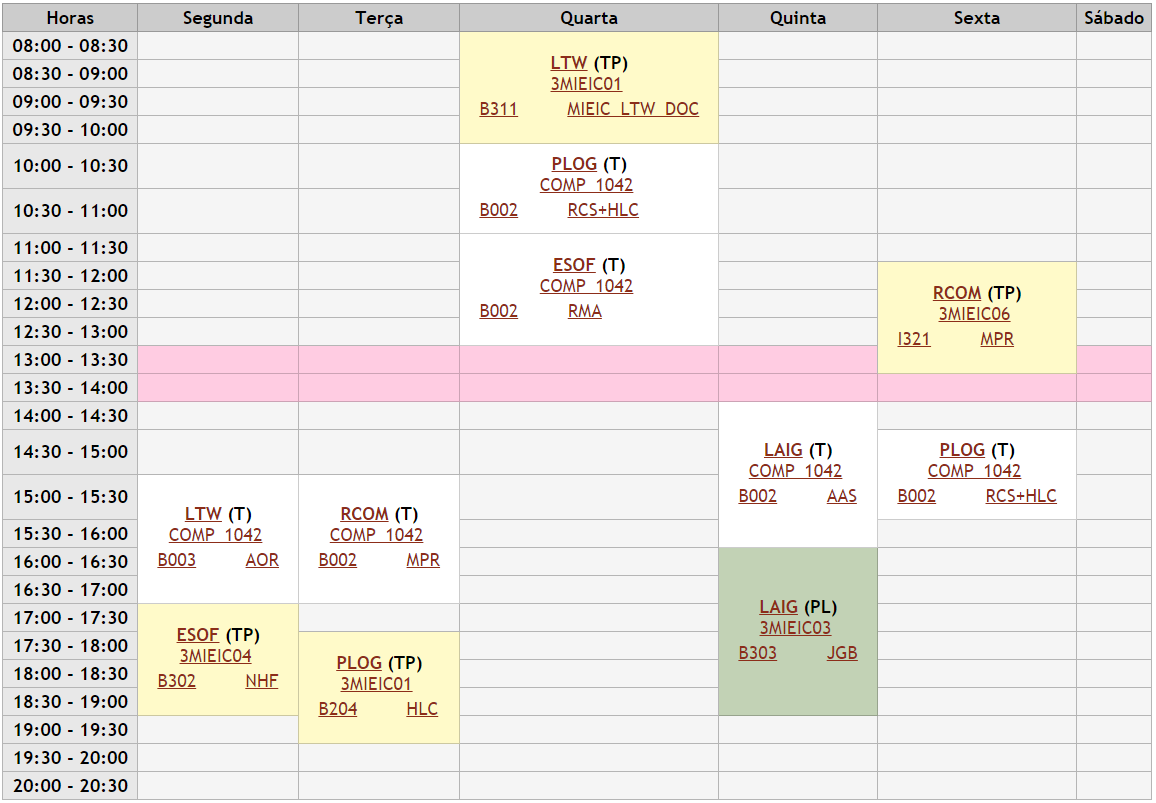 Horas Segunda Terça Quarta Quinta Sexta Sábado
08:00 - 08:30
08:30 - 09:00
09:00 - 09:30
09:30 - 10:00
LTW (TP)
3MIEIC01
B311 MIEIC_LTW_DOC
10:00 - 10:30
10:30 - 11:00
PLOG (T)
COMP_1042
B002 RCS+HLC
11:00 - 11:30
11:30 - 12:00
12:00 - 12:30
12:30 - 13:00
ESOF (T)
COMP_1042
B002 RMA
RCOM (TP)
3MIEIC06
I321 MPR
13:00 - 13:30
13:30 - 14:00
14:00 - 14:30
14:30 - 15:00
15:00 - 15:30
15:30 - 16:00
LAIG (T)
COMP_1042
B002 AAS
PLOG (T)
COMP_1042
B002 RCS+HLC
LTW (T)
COMP_1042
B003 AOR
RCOM (T)
COMP_1042
B002 MPR
16:00 - 16:30
16:30 - 17:00
17:00 - 17:30
17:30 - 18:00
18:00 - 18:30
18:30 - 19:00
LAIG (PL)
3MIEIC03
B303 JGB
ESOF (TP)
3MIEIC04
B302 NHF
PLOG (TP)
3MIEIC01
B204 HLC
19:00 - 19:30
19:30 - 20:00
20:00 - 20:30